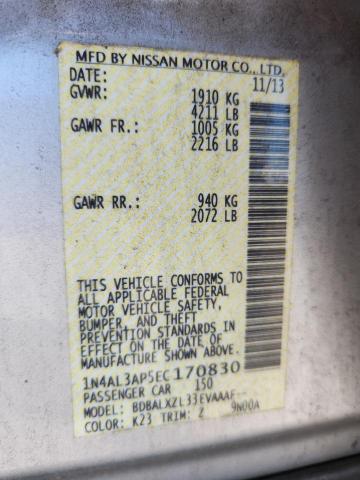 MFD BY NISSAN MOTOR CO., LTD.
DATE: 11/13
GVWR: 1910 KG
4211 LB
GAWR FR.: 1005 KG
2216 LB
GAWR RR.: 940 KG
2072 LB
THIS VEHICLE CONFORMS TO
ALL APPLICABLE FEDERAL
MOTOR VEHICLE SAFETY,
BUMPER, AND THEFT
PREVENTION STANDARDS IN
EFFECT ON THE DATE OF
MANUFACTURE SHOWN ABOVE.
1N4AL3AP5EC170830
PASSENGER CAR 150
MODEL: BDBALXZL33EVAAAF--
COLOR: K23 TRIM: Z 9N00A